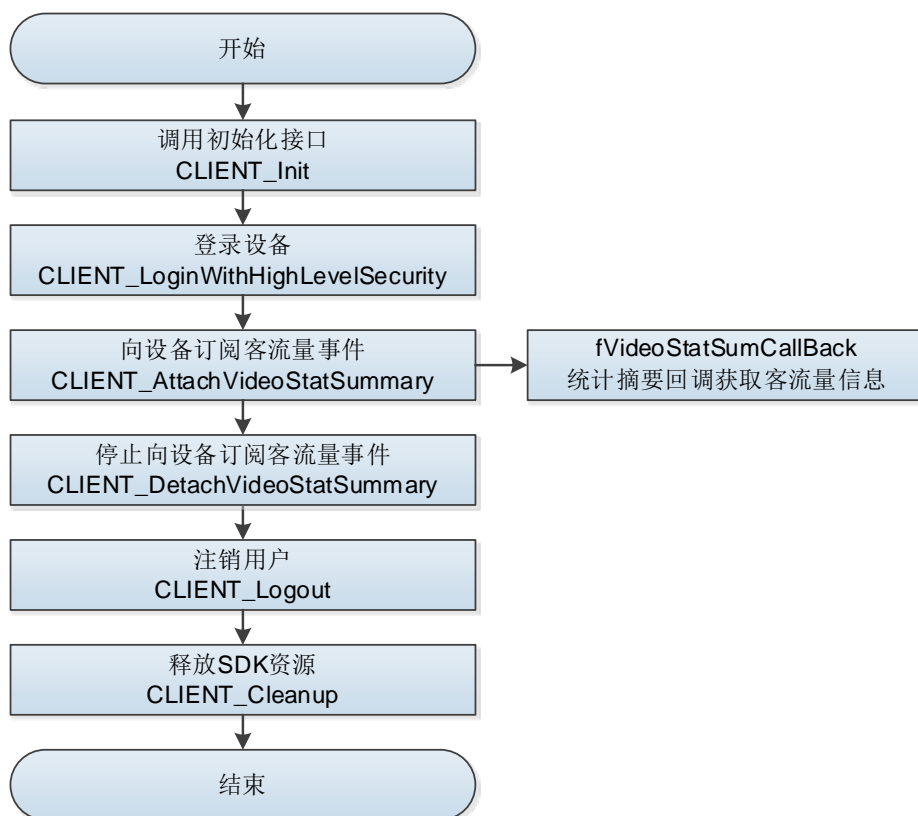 开始
调用初始化接口
CLIENT_Init
登录设备
CLIENT_LoginWithHighLevelSecurity
向设备订阅客流量事件
CLIENT_AttachVideoStatSummary
fVideoStatSumCallBack
统计摘要回调获取客流量信息
停止向设备订阅客流量事件
CLIENT_DetachVideoStatSummary
注销用户
CLIENT_Logout
释放SDK资源
CLIENT_Cleanup
结束